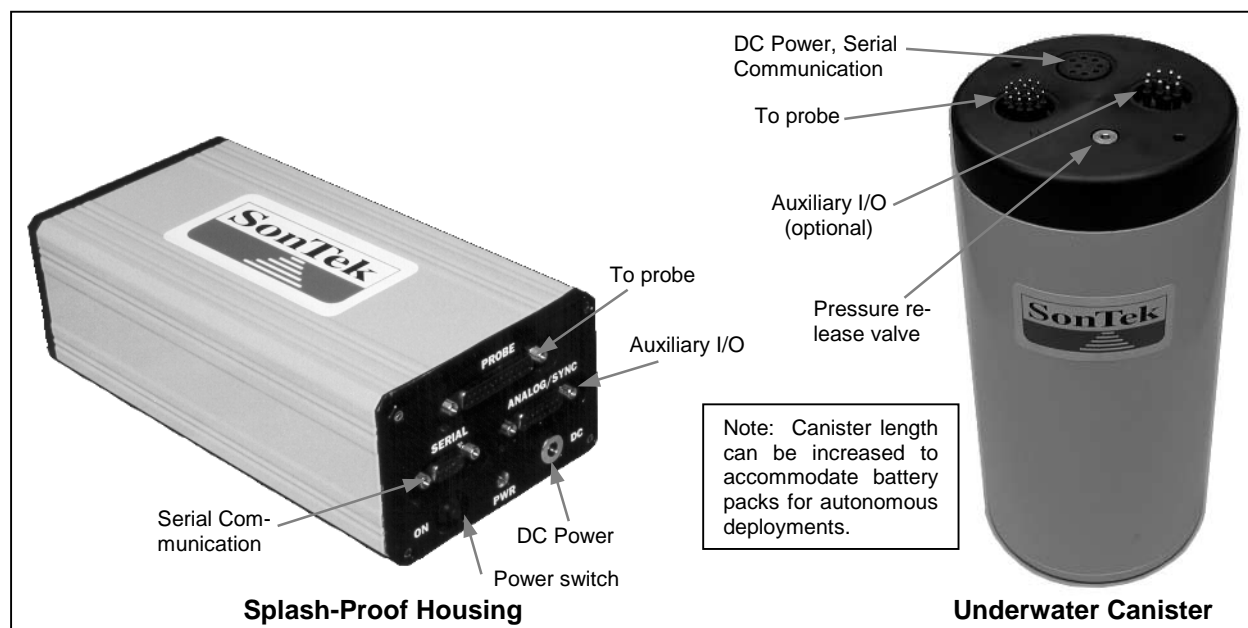 DC Power, Serial
Communication
To probe
Auxiliary I/O
(optional)
Pressure re-
lease valve
SonTek
Note: Canister length
can be increased to
accommodate battery
packs for autonomous
deployments.
Underwater Canister
SonTek
To probe
Auxiliary I/O
PROBE
ANALOG/SYNC
SERIAL
DC
PWR
ON
Serial Com-
munication
DC Power
Power switch
Splash-Proof Housing